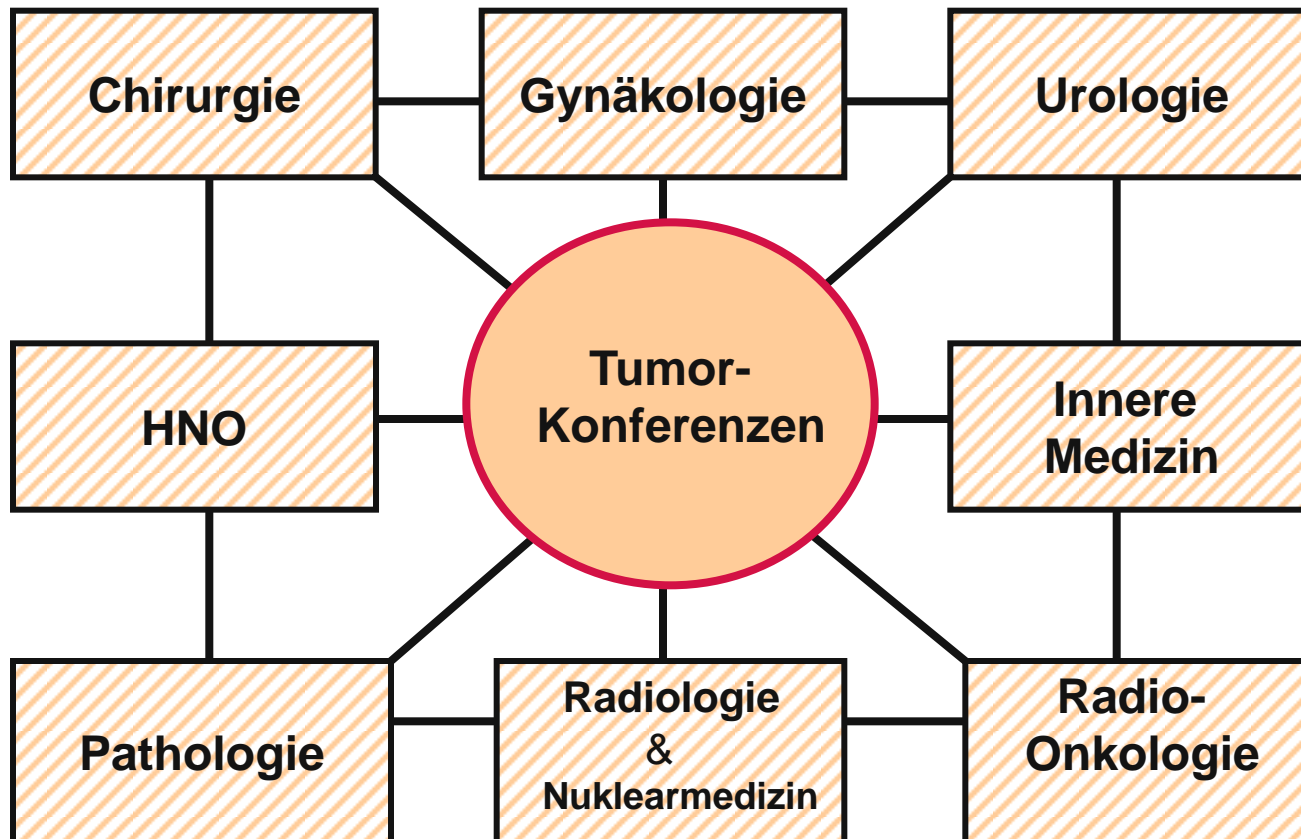 Chirurgie
Gynäkologie
Urologie
HNO
Tumor-
Konferenzen
Innere
Medizin
Pathologie
Radiologie
&
Nuklearmedizin
Radio-
Onkologie